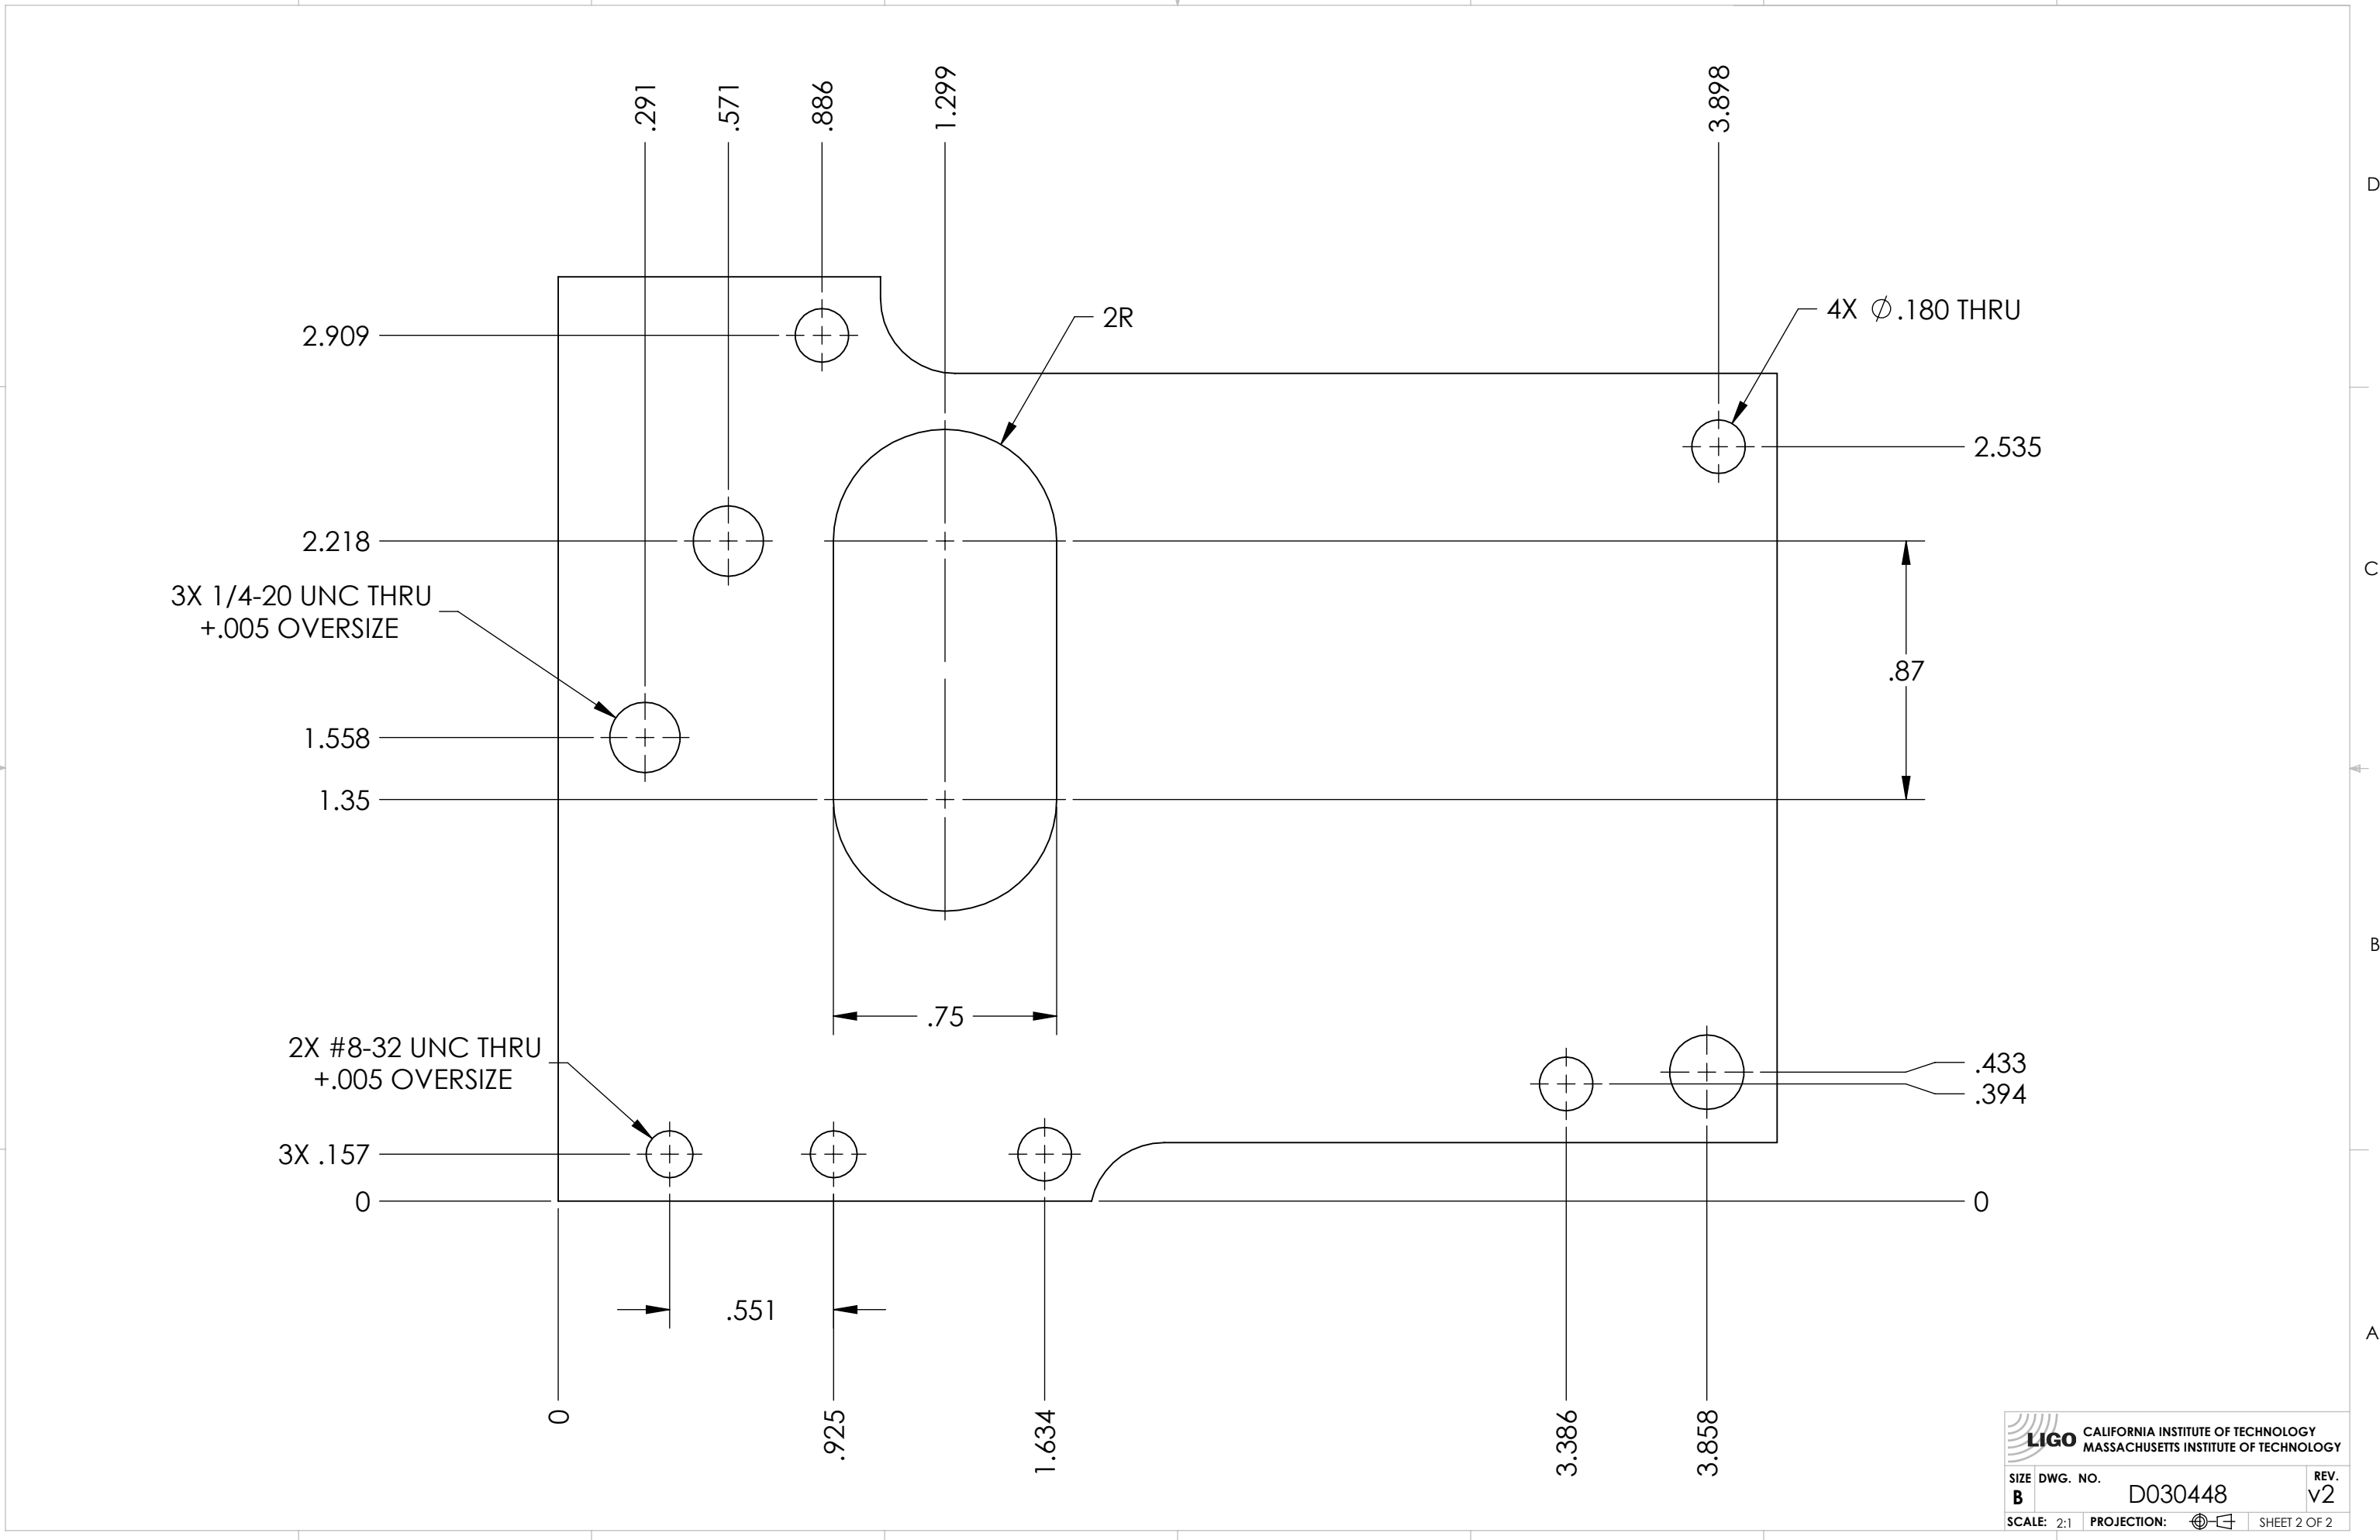 .291
.571
.886
1.299
3.898
D
2R
4X ∅.180 THRU
2.909
2.535
2.218
C
3X 1/4-20 UNC THRU
+.005 OVERSIZE
.87
1.558
1.35
B
.75
2X #8-32 UNC THRU
+.005 OVERSIZE
.433
.394
3X .157
0
0
.551
A
0
.925
1.634
3.386
3.858
LIGO
CALIFORNIA INSTITUTE OF TECHNOLOGY
MASSACHUSETTS INSTITUTE OF TECHNOLOGY
SIZE DWG. NO. REV.
B D030448 v2
SCALE: 2:1 PROJECTION: SHEET 2 OF 2